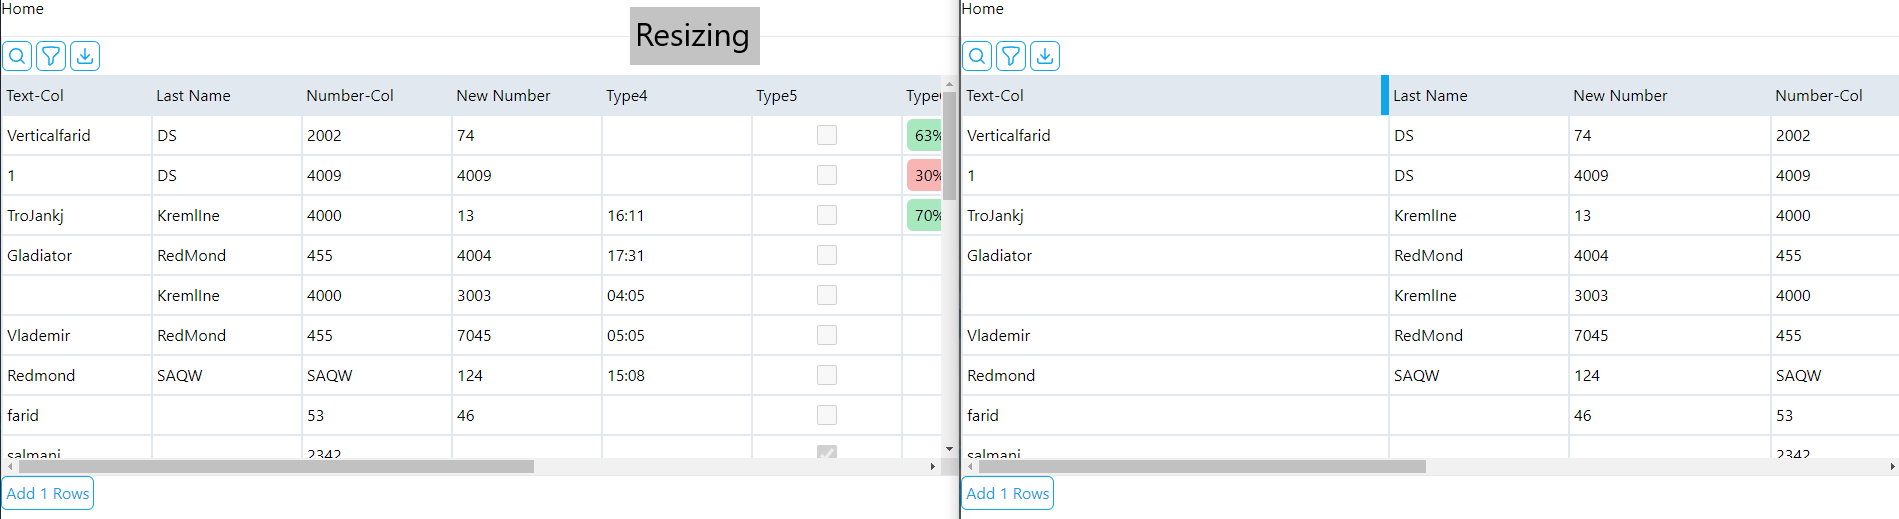 Home
Resizing
Text-Col Last Name Number-Col New Number Type4 Type5
Verticalfarid DS 2002 74 63%
1 DS 4009 4009 30%
TroJankj KremlIne 4000 13 16:11 70%
Gladiator RedMond 455 4004 17:31
KremlIne 4000 3003 04:05
Vlademir RedMond 455 7045 05:05
Redmond SAQW SAQW 124 15:08
farid 53 46
salmani 2342
Add 1 Rows
Home
Text-Col Last Name New Number Number-Col
Verticalfarid DS 74 2002
1 DS 4009 4009
TroJankj KremlIne 13 4000
Gladiator RedMond 4004 455
KremlIne 3003 4000
Vlademir RedMond 7045 455
Redmond SAQW 124 SAQW
farid 46 53
salmani 2342
Add 1 Rows